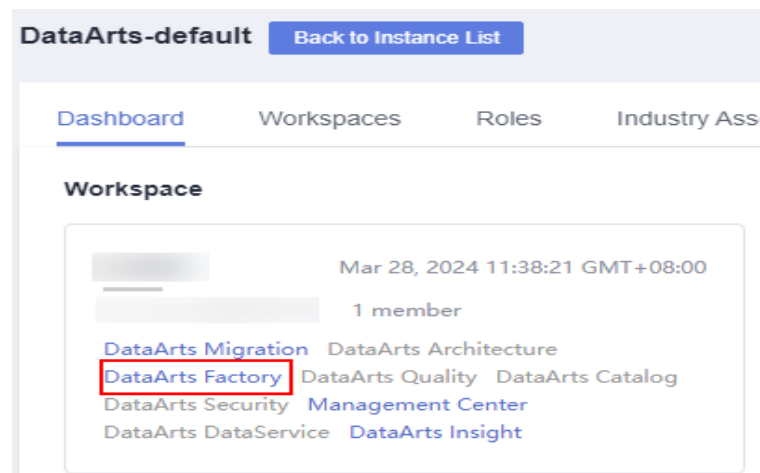 DataArts-default Back to Instance List
Dashboard Workspaces Roles Industry Ass
Workspace
Mar 28, 2024 11:38:21 GMT+08:00
1 member
DataArts Migration DataArts Architecture
DataArts Factory DataArts Quality DataArts Catalog
DataArts Security Management Center
DataArts DataService DataArts Insight